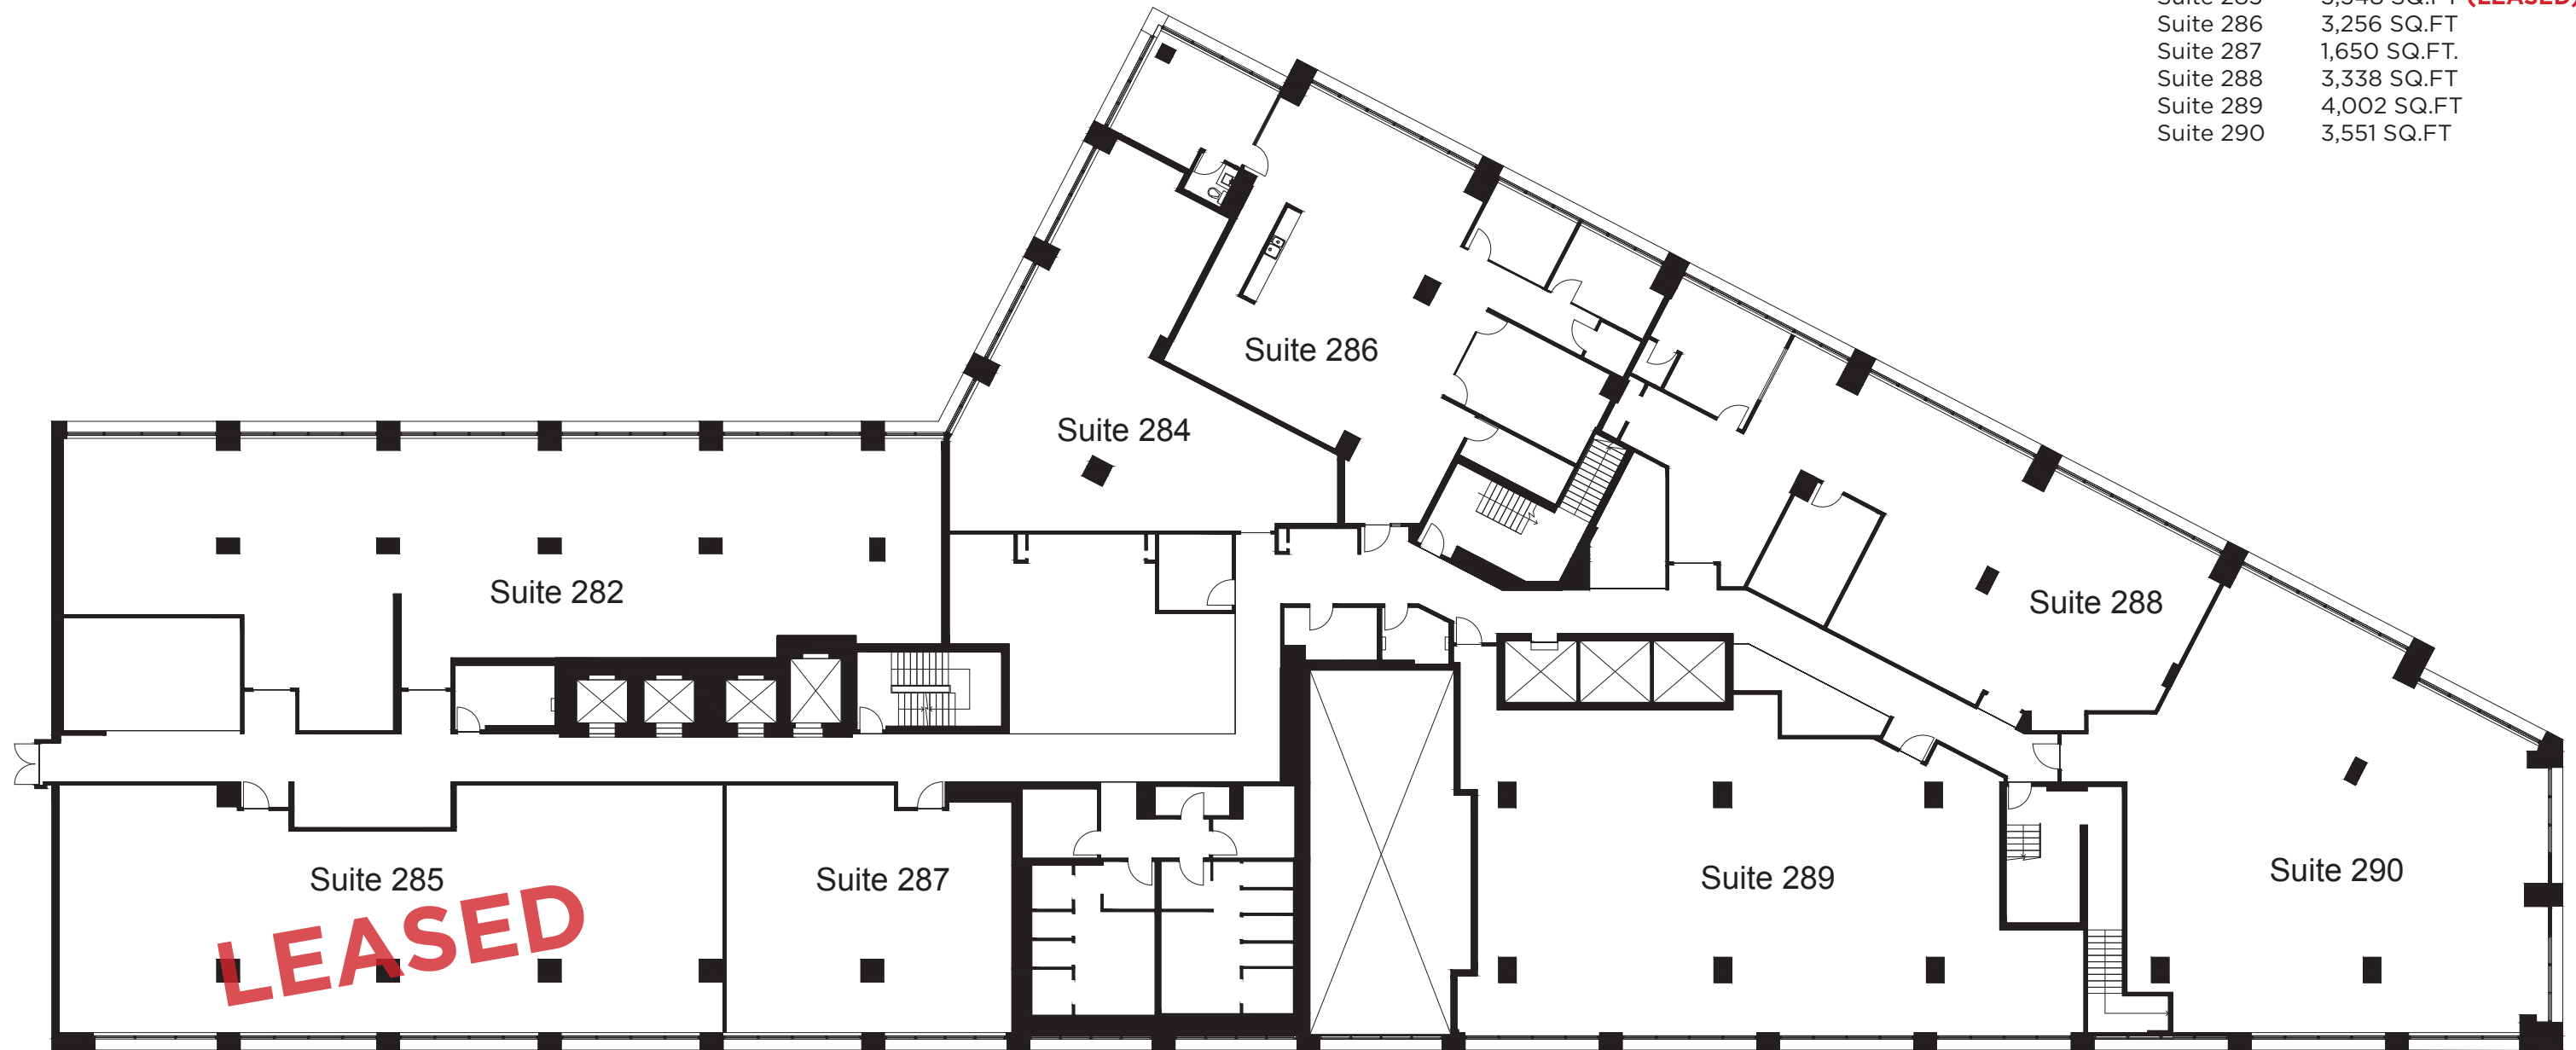 Suite 286 3,256 SQ.FT
Suite 287 1,650 SQ.FT.
Suite 288 3,338 SQ.FT
Suite 289 4,002 SQ.FT
Suite 290 3,551 SQ.FT
Suite 286
Suite 284
Suite 282
Suite 288
Suite 285
LEASED
Suite 287
Suite 289
Suite 290